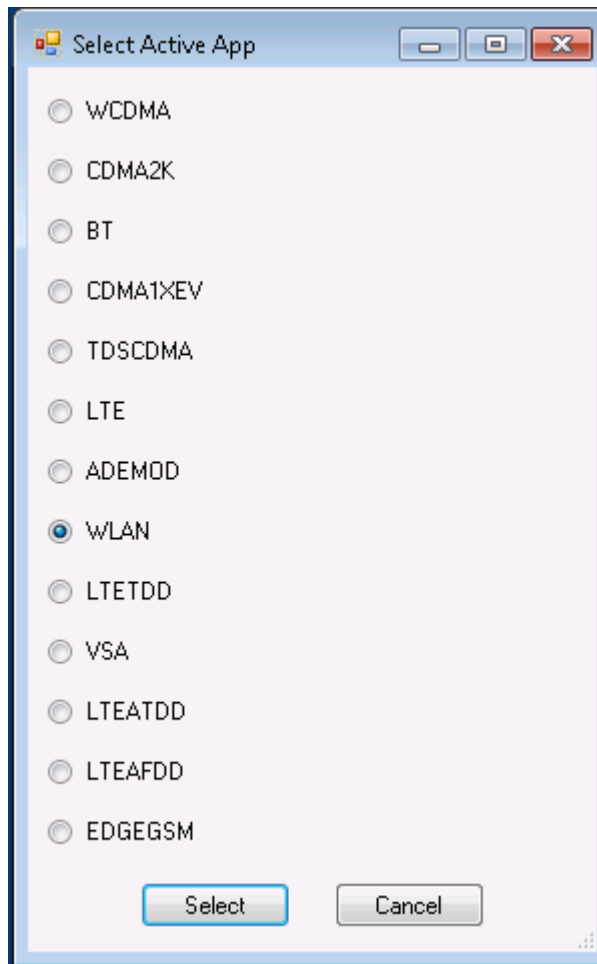 Select Active App
WCDMA
CDMA2K
BT
CDMA1XEV
TDSCDMA
LTE
ADEMOD
WLAN
LTETDD
VSA
LTEATDD
LTEAFDD
EDGEGSM
Select Cancel